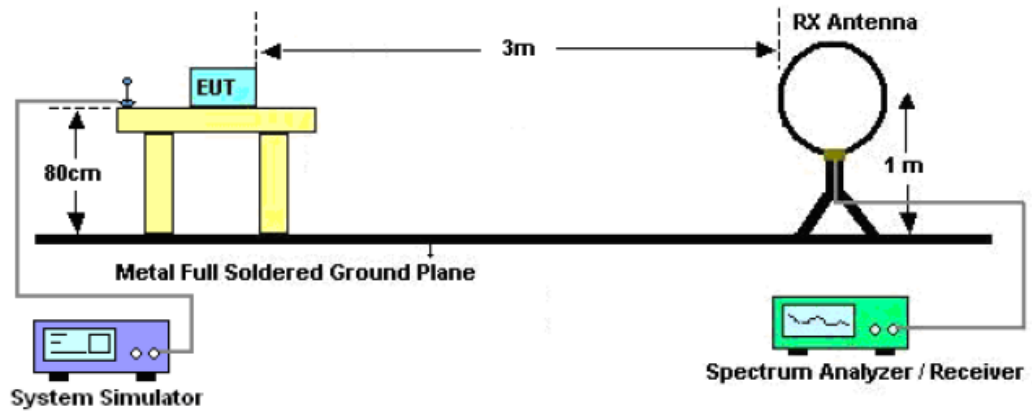 RX Antenna
3m
EUT
80cm
1 m
Metal Full Soldered Ground Plane
System Simulator
Spectrum Analyzer / Receiver